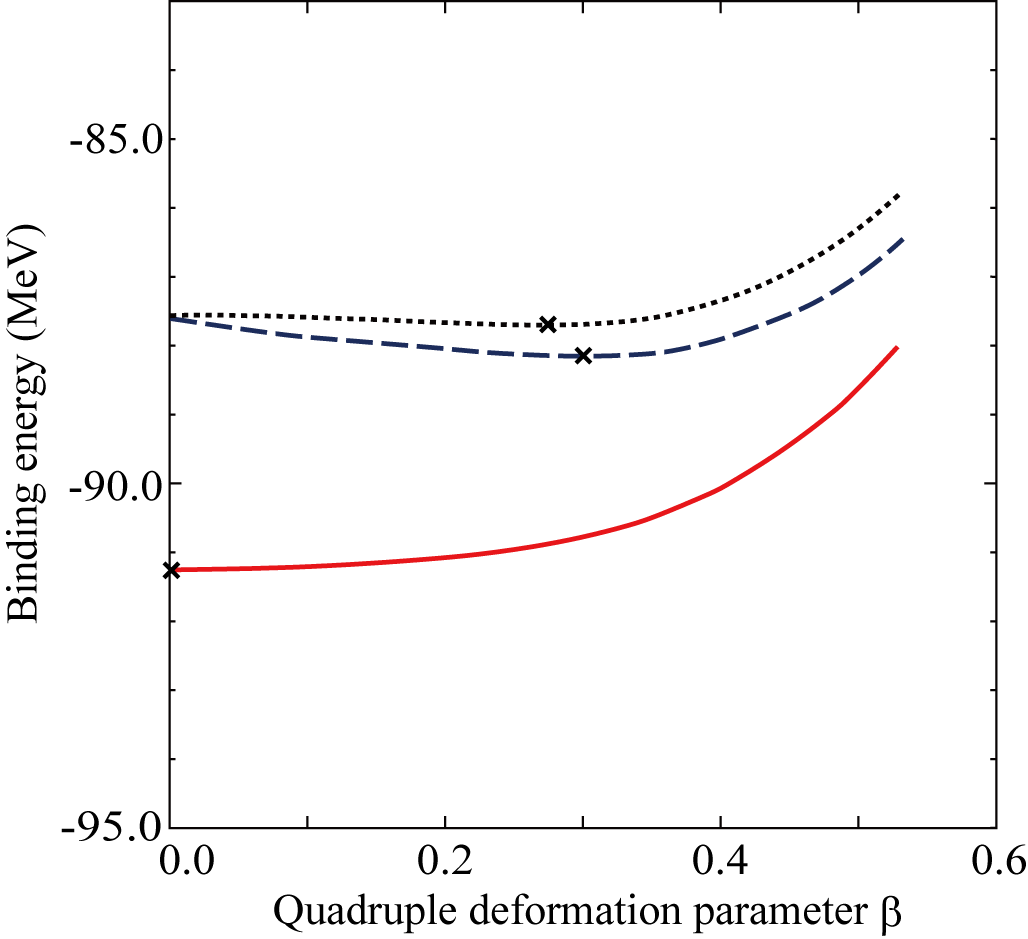 Binding energy (MeV)
-85.0
-90.0
-95.0
0.0 0.2 0.4 0.6
Quadruple deformation parameter β